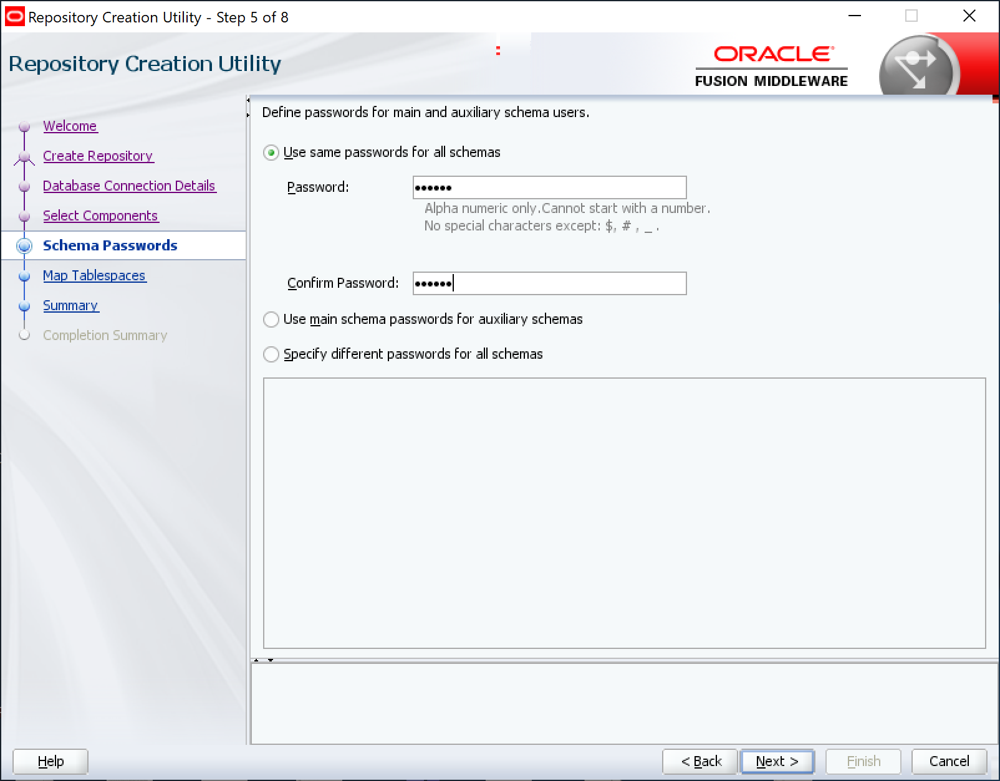 Repository Creation Utility - Step 5 of 8
Repository Creation Utility
ORACLE
FUSION MIDDLEWARE
Welcome
Create Repository
Database Connection Details
Select Components
Schema Passwords
Map Tablespaces
Summary
Completion Summary
Define passwords for main and auxiliary schema users.
Use same passwords for all schemas
Password: ••••••
Alpha numeric only.Cannot start with a number.
No special characters except: $, # , _ .
Confirm Password: ••••••
Use main schema passwords for auxiliary schemas
Specify different passwords for all schemas
Help
< Back
Next >
Finish
Cancel